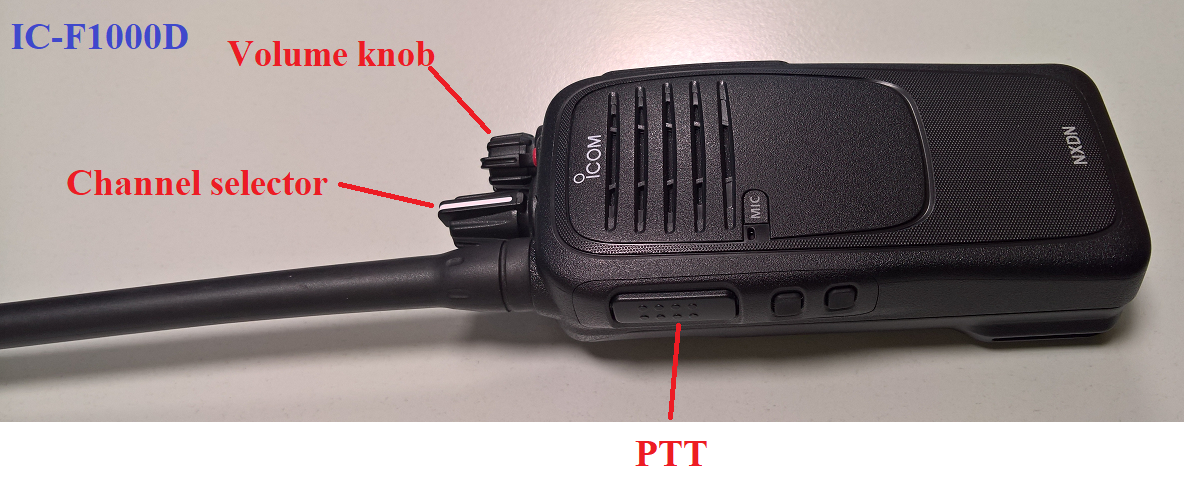 IC-F1000D
Volume knob
Channel selector
ICOM
MIC
NXDN
PTT